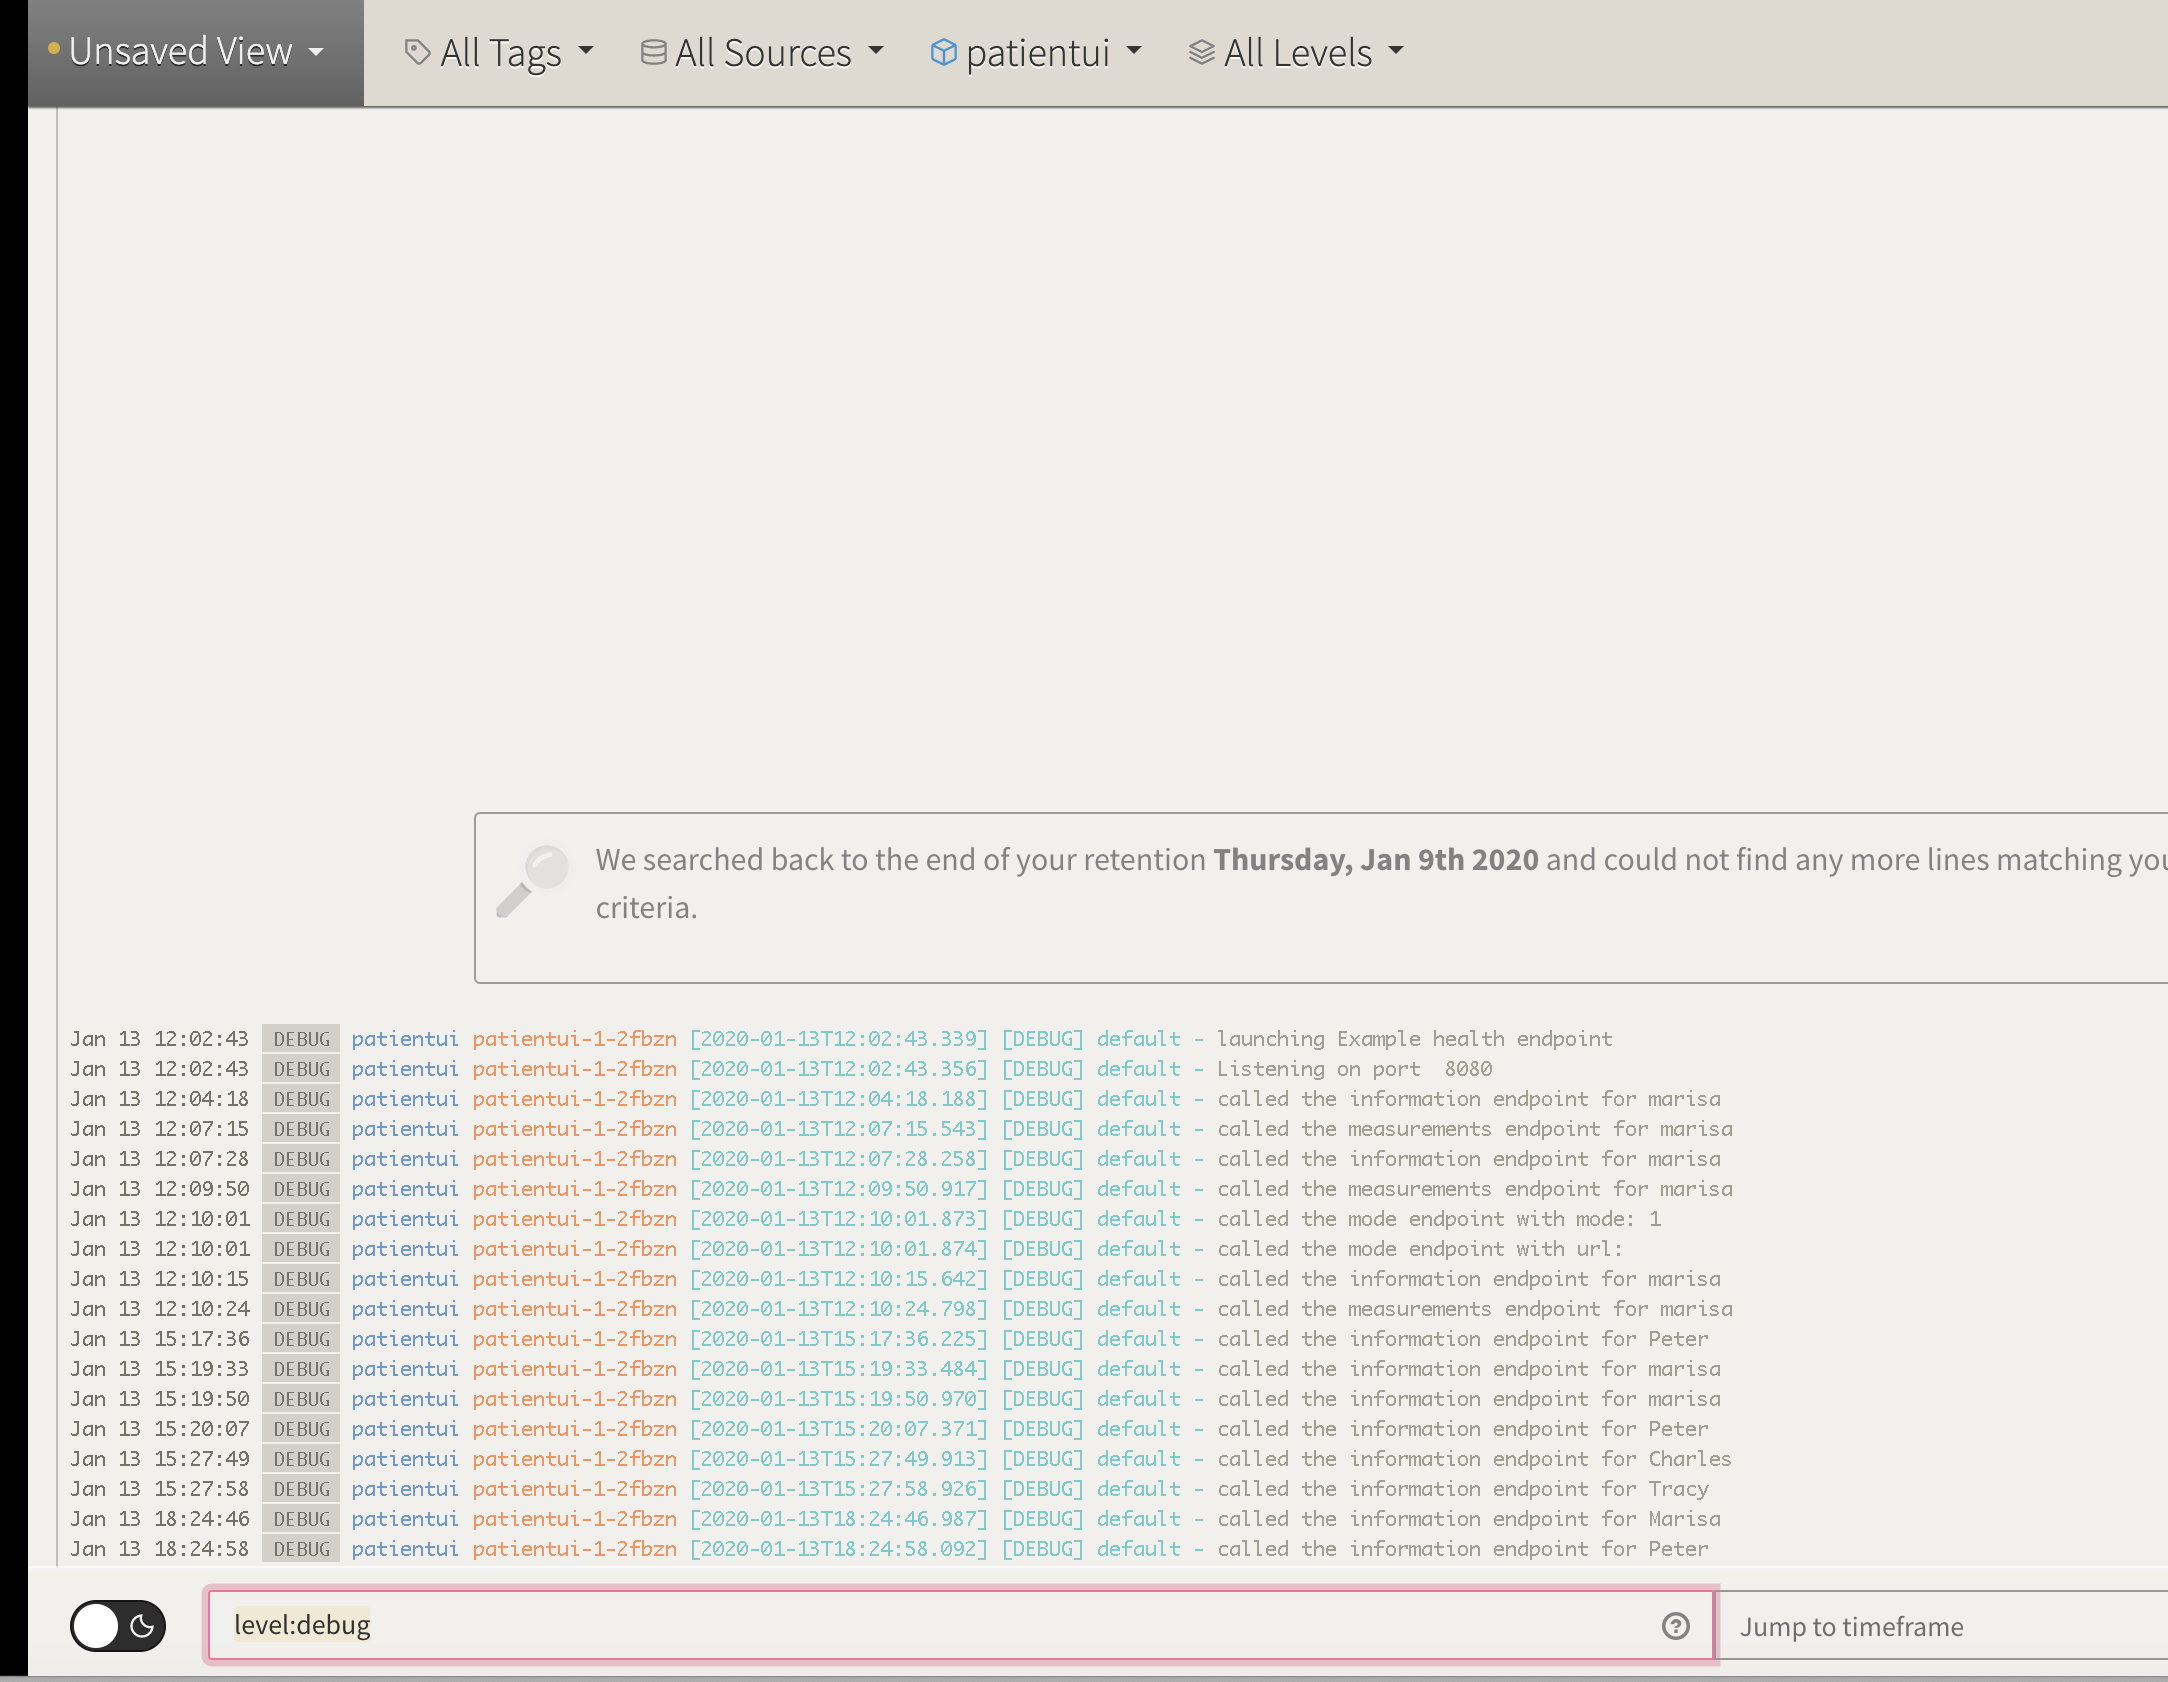 Unsaved View All Tags All Sources patientui All Levels
We searched back to the end of your retention Thursday, Jan 9th 2020 and could not find any more lines matching
criteria.
Jan 13 12:02:43 DEBUG patientui patientui-1-2fbzn [2020-01-13T12:02:43.339] [DEBUG] default - launching Example health endpoint
Jan 13 12:02:43 DEBUG patientui patientui-1-2fbzn [2020-01-13T12:02:43.356] [DEBUG] default - Listening on port  8080
Jan 13 12:04:18 DEBUG patientui patientui-1-2fbzn [2020-01-13T12:04:18.188] [DEBUG] default - called the information endpoint for marisa
Jan 13 12:07:15 DEBUG patientui patientui-1-2fbzn [2020-01-13T12:07:15.543] [DEBUG] default - called the measurements endpoint for marisa
Jan 13 12:07:28 DEBUG patientui patientui-1-2fbzn [2020-01-13T12:07:28.258] [DEBUG] default - called the information endpoint for marisa
Jan 13 12:09:50 DEBUG patientui patientui-1-2fbzn [2020-01-13T12:09:50.917] [DEBUG] default - called the measurements endpoint for marisa
Jan 13 12:10:01 DEBUG patientui patientui-1-2fbzn [2020-01-13T12:10:01.873] [DEBUG] default - called the mode endpoint with mode: 1
Jan 13 12:10:01 DEBUG patientui patientui-1-2fbzn [2020-01-13T12:10:01.874] [DEBUG] default - called the mode endpoint with url:
Jan 13 12:10:15 DEBUG patientui patientui-1-2fbzn [2020-01-13T12:10:15.642] [DEBUG] default - called the information endpoint for marisa
Jan 13 12:10:24 DEBUG patientui patientui-1-2fbzn [2020-01-13T12:10:24.798] [DEBUG] default - called the measurements endpoint for marisa
Jan 13 15:17:36 DEBUG patientui patientui-1-2fbzn [2020-01-13T15:17:36.225] [DEBUG] default - called the information endpoint for Peter
Jan 13 15:19:33 DEBUG patientui patientui-1-2fbzn [2020-01-13T15:19:33.484] [DEBUG] default - called the information endpoint for marisa
Jan 13 15:19:50 DEBUG patientui patientui-1-2fbzn [2020-01-13T15:19:50.970] [DEBUG] default - called the information endpoint for marisa
Jan 13 15:20:07 DEBUG patientui patientui-1-2fbzn [2020-01-13T15:20:07.371] [DEBUG] default - called the information endpoint for Peter
Jan 13 15:27:49 DEBUG patientui patientui-1-2fbzn [2020-01-13T15:27:49.913] [DEBUG] default - called the information endpoint for Charles
Jan 13 15:27:58 DEBUG patientui patientui-1-2fbzn [2020-01-13T15:27:58.926] [DEBUG] default - called the information endpoint for Tracy
Jan 13 18:24:46 DEBUG patientui patientui-1-2fbzn [2020-01-13T18:24:46.987] [DEBUG] default - called the information endpoint for Marisa
Jan 13 18:24:58 DEBUG patientui patientui-1-2fbzn [2020-01-13T18:24:58.092] [DEBUG] default - called the information endpoint for Peter
level:debug ? Jump to timeframe